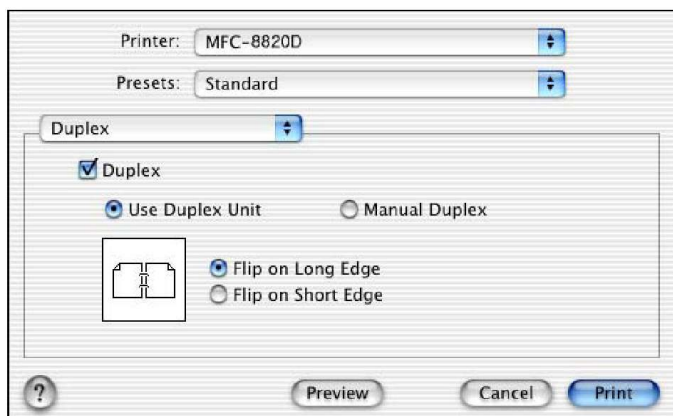 Printer: MFC-8820D
Presets: Standard
Duplex
Duplex
Use Duplex Unit Manual Duplex
Flip on Long Edge
Flip on Short Edge
? Preview Cancel Print